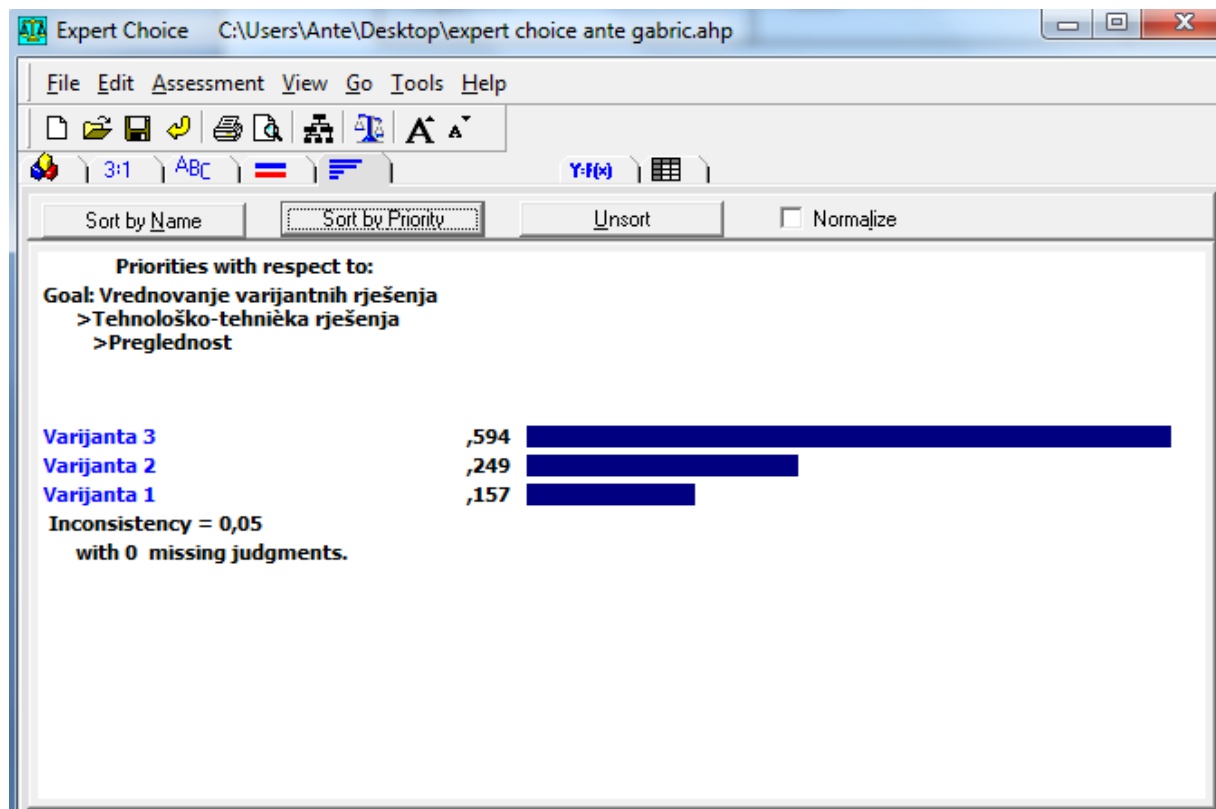 Expert Choice C:\Users\Ante\Desktop\expert choice ante gabric.ahp
File Edit Assessment View Go Tools Help
A A
3:1 ABC Y=F(x)
Sort by Name Sort by Priority Unsort Normalize
Priorities with respect to:
Goal: Vrednovanje varijantnih rješenja
>Tehnološko-tehnièka rješenja
>Preglednost
Varijanta 3 ,594
Varijanta 2 ,249
Varijanta 1 ,157
Inconsistency = 0,05
with 0 missing judgments.